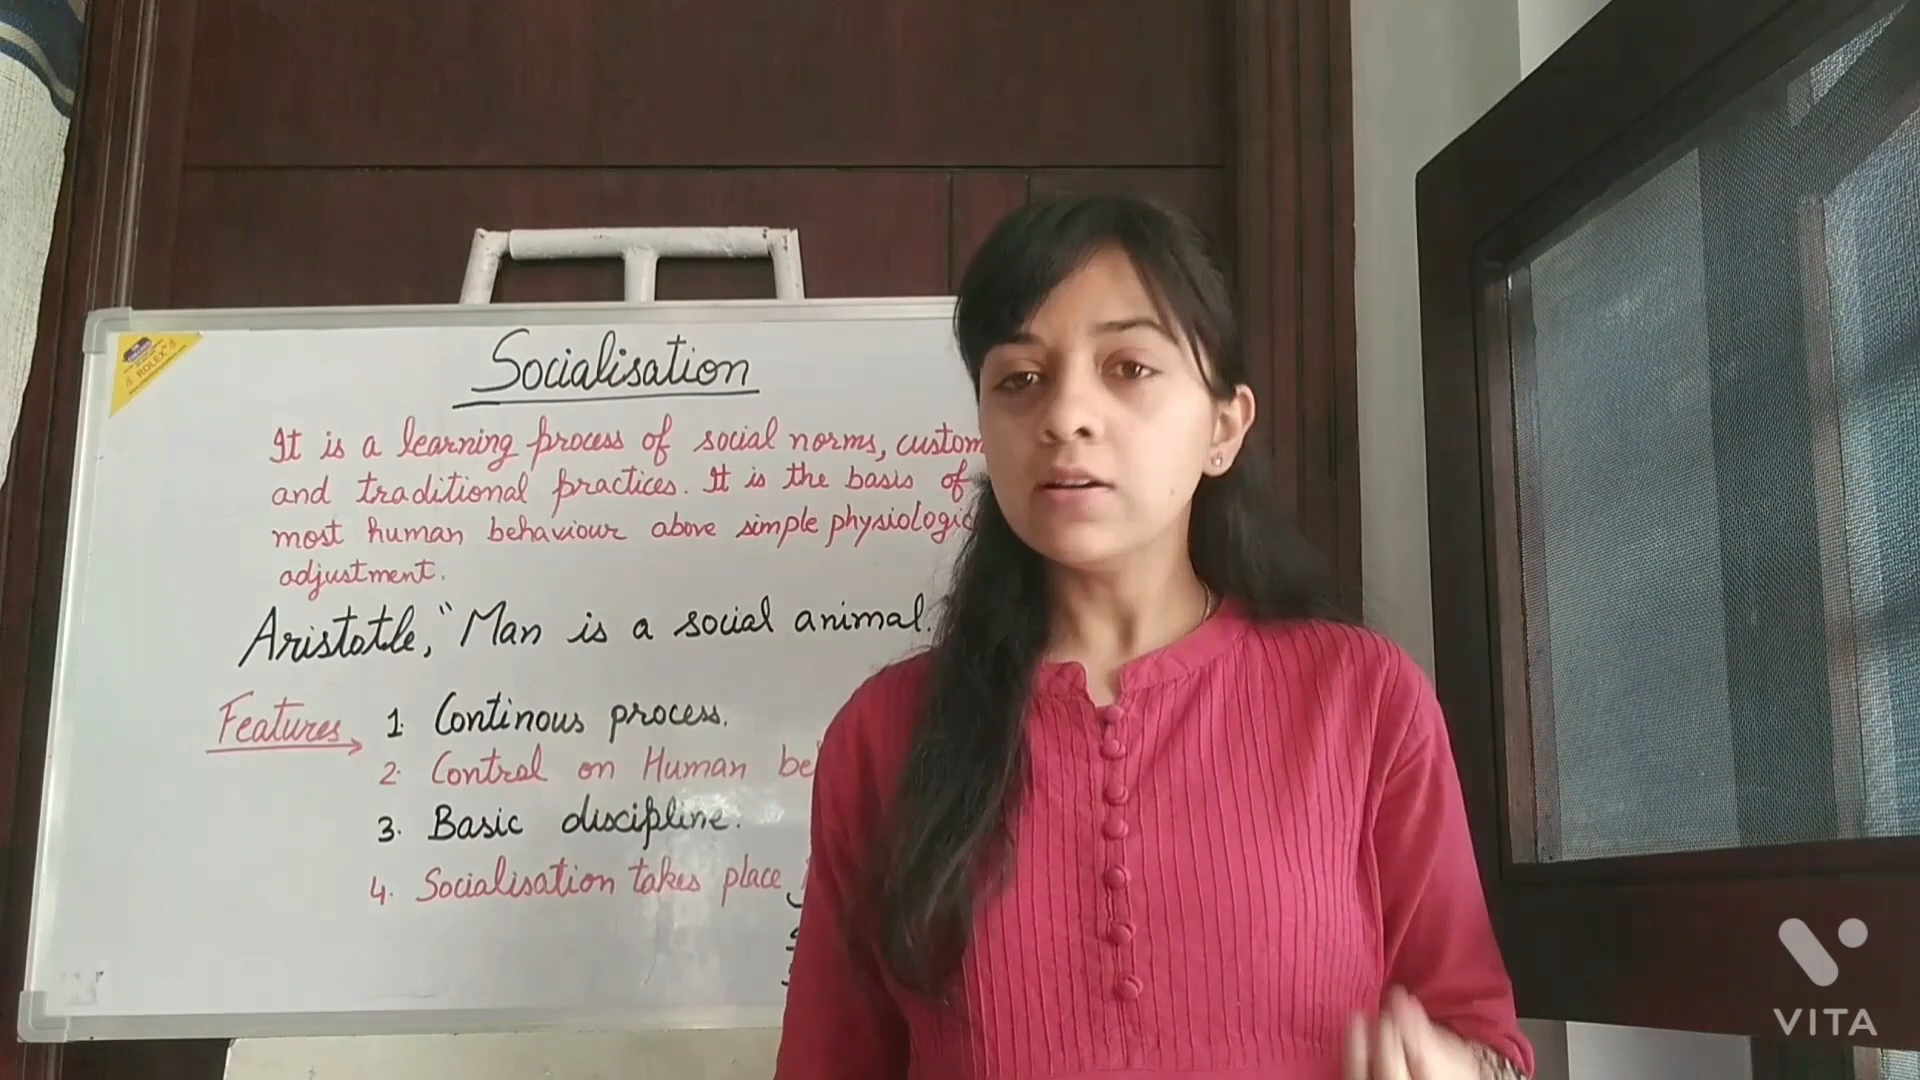 Socialisation
It is a learning process of social norms, custom
and traditional practices. It is the basis of
most human behaviour above simple physiologic
adjustment.
Aristotle, "Man is a social animal.
Features → 1. Continous process.
2. Control on Human be
3. Basic discipline.
4. Socialisation takes place
ROLEX
VITA